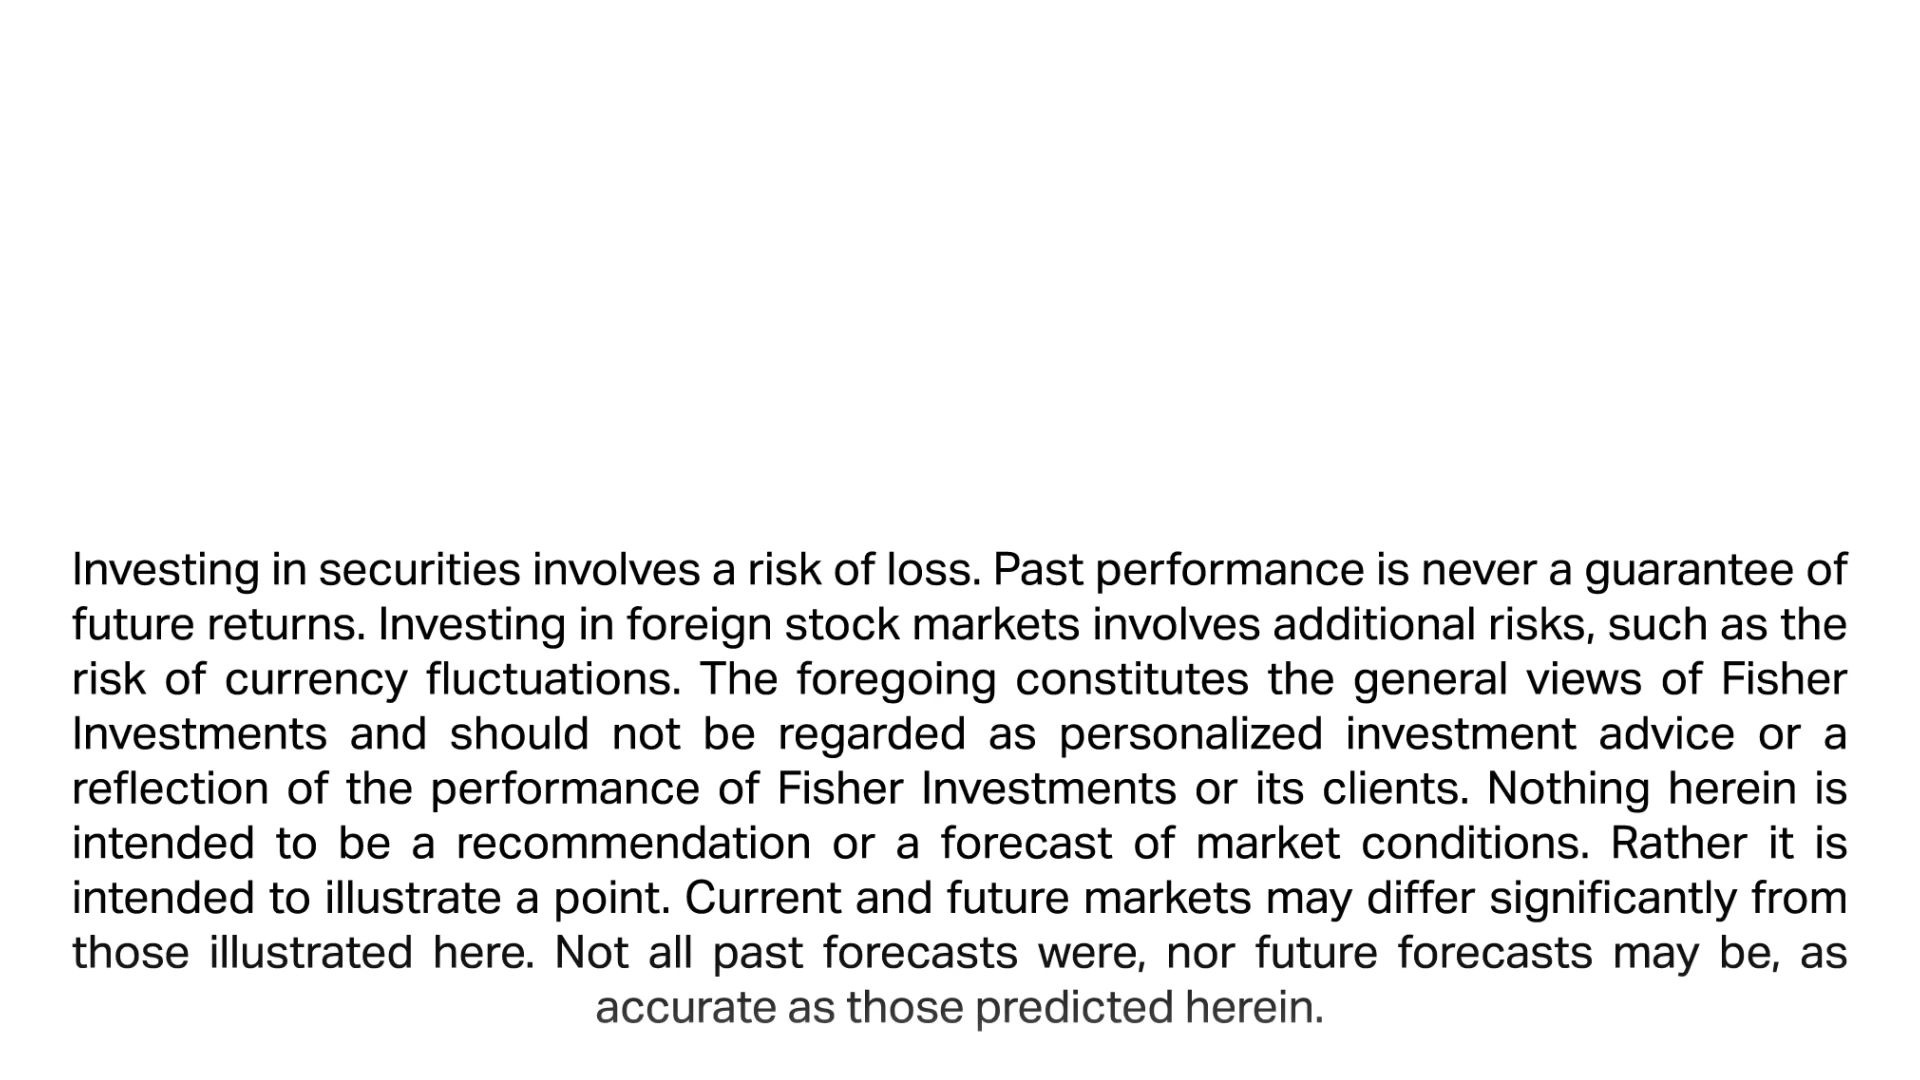 Investing in securities involves a risk of loss. Past performance is never a guarantee of
future returns. Investing in foreign stock markets involves additional risks, such as the
risk of currency fluctuations. The foregoing constitutes the general views of Fisher
Investments and should not be regarded as personalized investment advice or a
reflection of the performance of Fisher Investments or its clients. Nothing herein is
intended to be a recommendation or a forecast of market conditions. Rather it is
intended to illustrate a point. Current and future markets may differ significantly from
those illustrated here. Not all past forecasts were, nor future forecasts may be, as
accurate as those predicted herein.